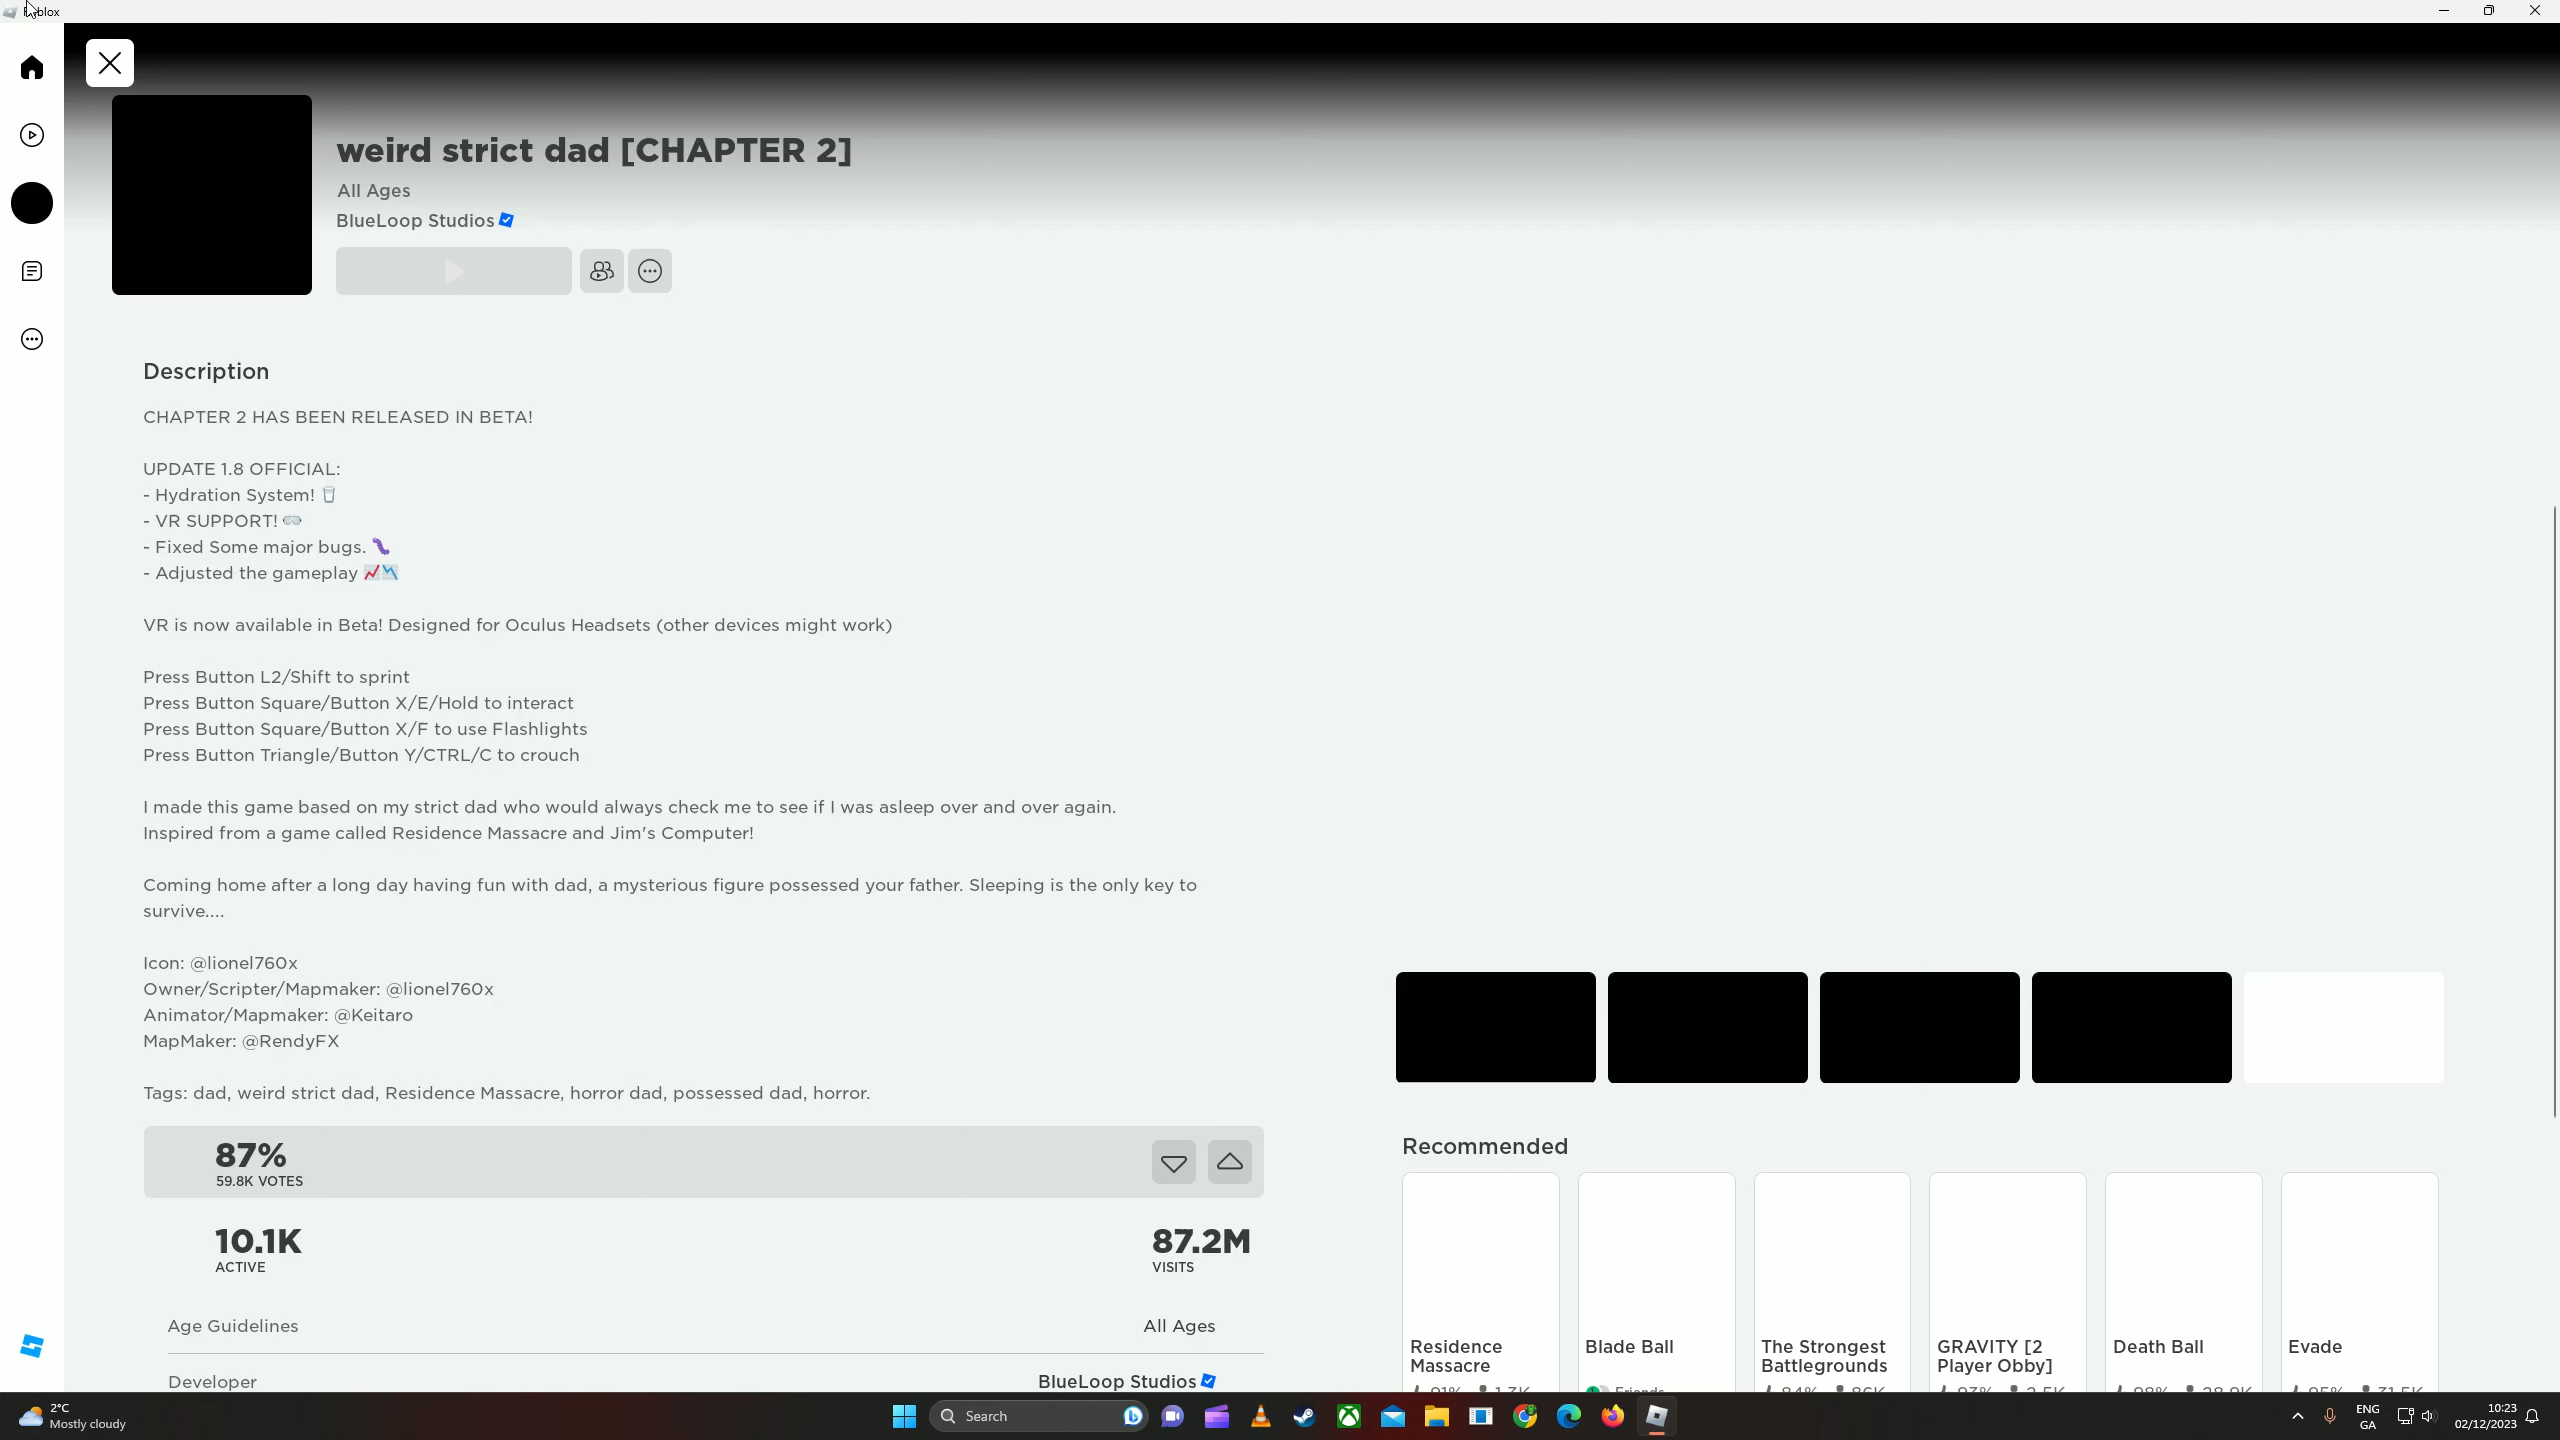 Roblox
weird strict dad [CHAPTER 2]
All Ages
BlueLoop Studios
Description
CHAPTER 2 HAS BEEN RELEASED IN BETA!
UPDATE 1.8 OFFICIAL:
- Hydration System! 🥛
- VR SUPPORT! 🥽
- Fixed Some major bugs. 🐛
- Adjusted the gameplay 📈📉
VR is now available in Beta! Designed for Oculus Headsets (other devices might work)
Press Button L2/Shift to sprint
Press Button Square/Button X/E/Hold to interact
Press Button Square/Button X/F to use Flashlights
Press Button Triangle/Button Y/CTRL/C to crouch
I made this game based on my strict dad who would always check me to see if I was asleep over and over again.
Inspired from a game called Residence Massacre and Jim's Computer!
Coming home after a long day having fun with dad, a mysterious figure possessed your father. Sleeping is the only key to
survive....
Icon: @lionel760x
Owner/Scripter/Mapmaker: @lionel760x
Animator/Mapmaker: @Keitaro
MapMaker: @RendyFX
Tags: dad, weird strict dad, Residence Massacre, horror dad, possessed dad, horror.
87%
59.8K VOTES
10.1K
ACTIVE
87.2M
VISITS
Age Guidelines
All Ages
Developer
BlueLoop Studios
Recommended
Residence
Massacre
Blade Ball
The Strongest
Battlegrounds
GRAVITY [2
Player Obby]
Death Ball
Evade
2°C
Mostly cloudy
Search
ENG
GA
10:23
02/12/2023